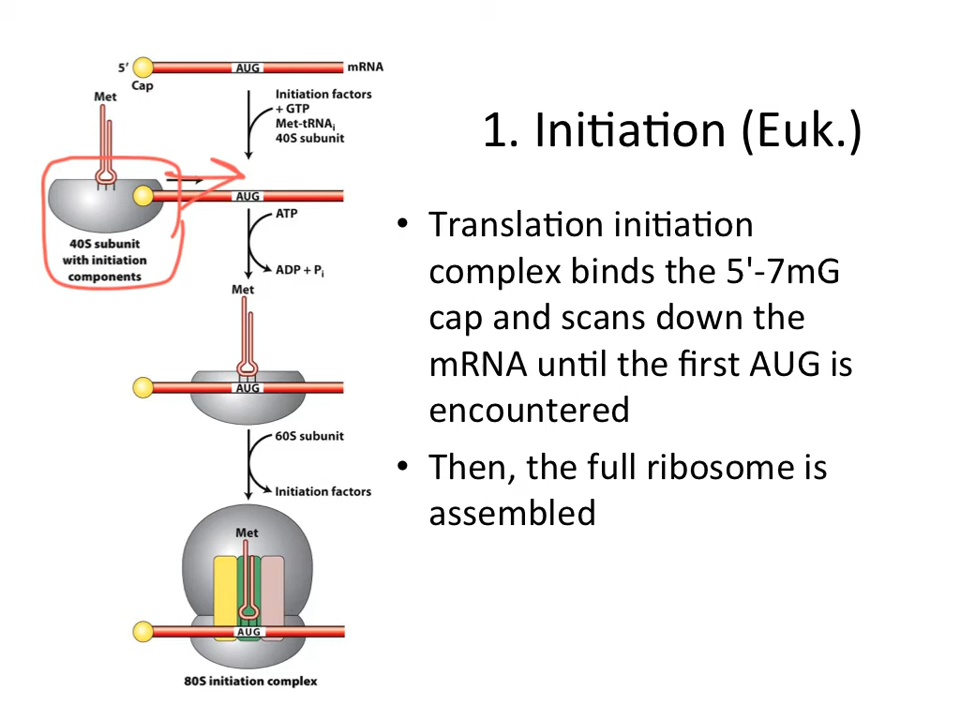 5' AUG mRNA
Cap
Met
Initiation factors
+ GTP
Met-tRNAi
40S subunit
AUG
40S subunit
with initiation
components
ATP
ADP + Pi
Met
AUG
60S subunit
Initiation factors
Met
AUG
80S initiation complex
1. Initiation (Euk.)
• Translation initiation
complex binds the 5'-7mG
cap and scans down the
mRNA until the first AUG is
encountered
• Then, the full ribosome is
assembled